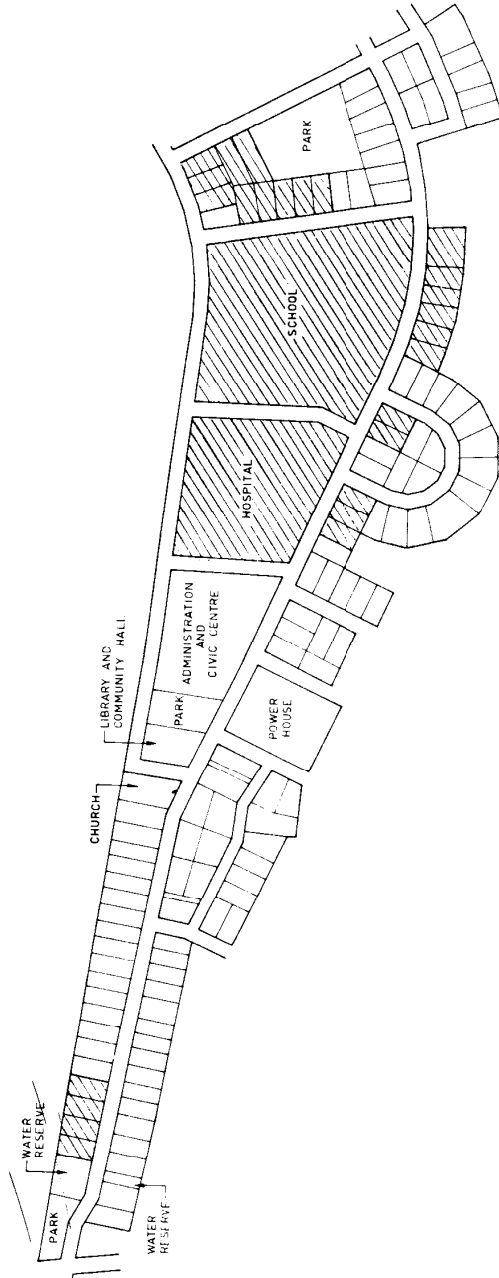 PARK
WATER
RESERVE
WATER
RESERVE
CHURCH
LIBRARY AND
COMMUNITY HALL
PARK
ADMINISTRATION
AND
CIVIC CENTRE
POWER
HOUSE
HOSPITAL
SCHOOL
PARK